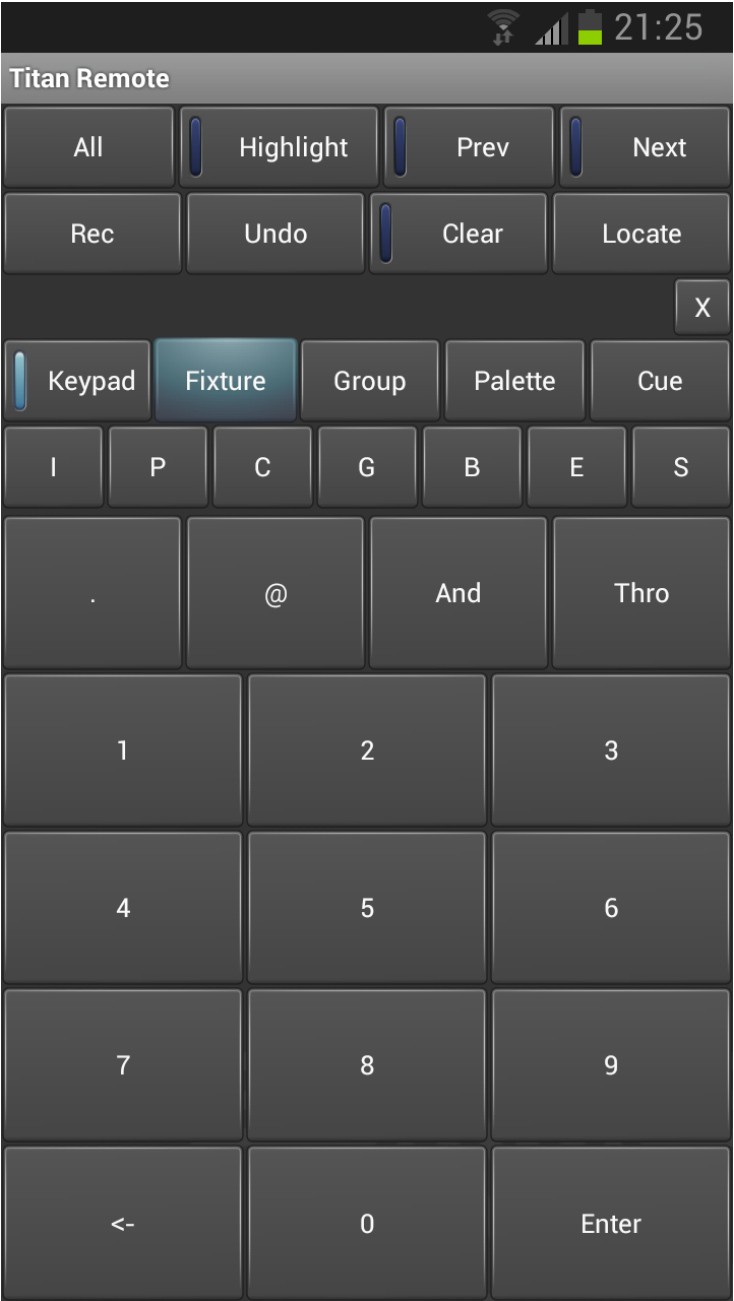 21:25
Titan Remote
All Highlight Prev Next
Rec Undo Clear Locate
X
Keypad Fixture Group Palette Cue
I P C G B E S
. @ And Thro
1 2 3
4 5 6
7 8 9
<- 0 Enter